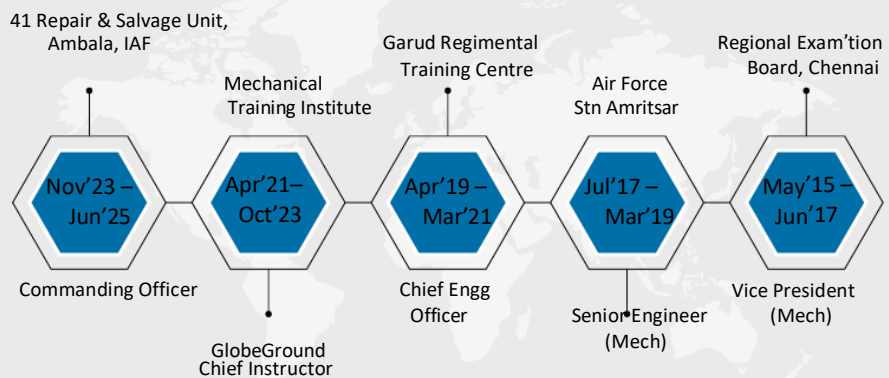 41 Repair & Salvage Unit,
Ambala, IAF
Nov’23 –
Jun’25
Commanding Officer
Mechanical
Training Institute
Apr’21–
Oct’23
GlobeGround
Chief Instructor
Garud Regimental
Training Centre
Apr’19 –
Mar’21
Chief Engg
Officer
Air Force
Stn Amritsar
Jul’17 –
Mar’19
Senior Engineer
(Mech)
Regional Exam’tion
Board, Chennai
May’15 –
Jun’17
Vice President
(Mech)